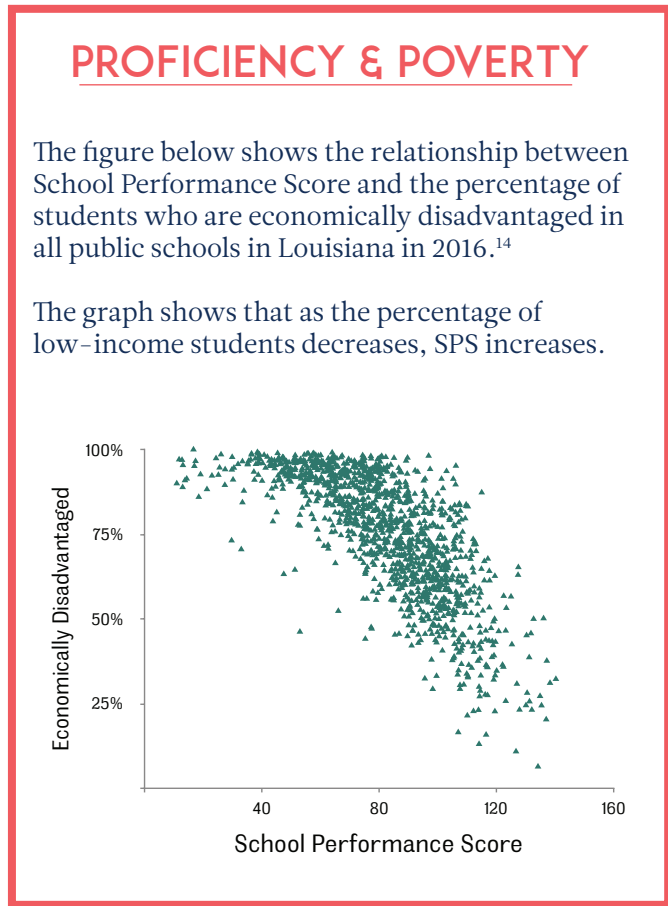 PROFICIENCY & POVERTY
The figure below shows the relationship between
School Performance Score and the percentage of
students who are economically disadvantaged in
all public schools in Louisiana in 2016.¹⁴
The graph shows that as the percentage of
low-income students decreases, SPS increases.
Economically Disadvantaged
100%
75%
50%
25%
40 80 120 160
School Performance Score